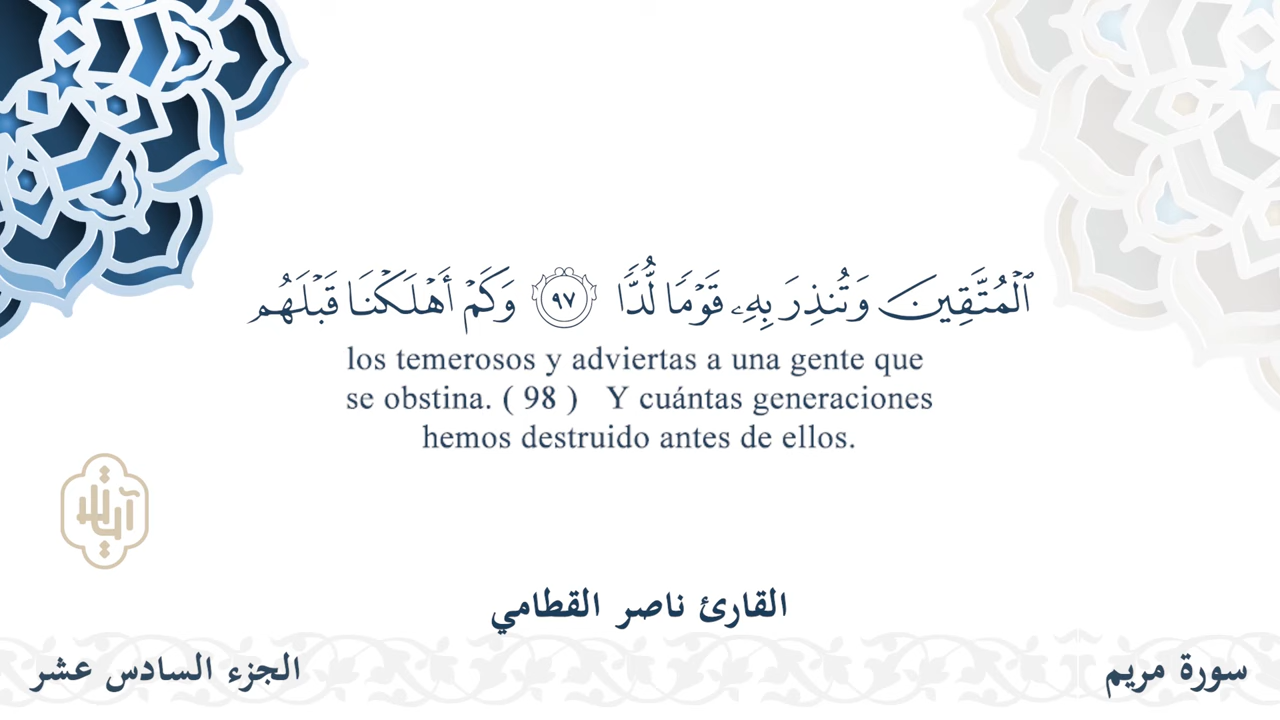 ٱلْمُتَّقِينَ وَتُنذِرَ بِهِۦ قَوْمًا لُّدًّا ٩٧ وَكَمْ أَهْلَكْنَا قَبْلَهُم
los temerosos y adviertas a una gente que
se obstina. ( 98 ) Y cuántas generaciones
hemos destruido antes de ellos.
القارئ ناصر القطامي
سورة مريم
الجزء السادس عشر